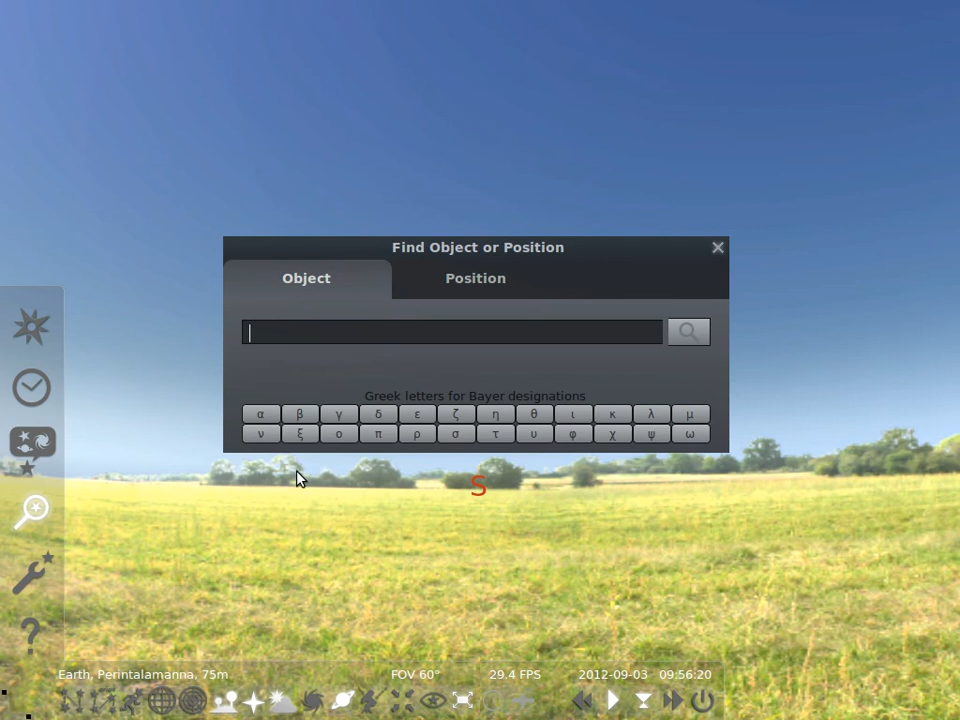 Find Object or Position
Object Position
Greek letters for Bayer designations
α β γ δ ε ζ η θ ι κ λ μ
ν ξ ο π ρ σ τ υ φ χ ψ ω
S
Earth, Perintalamanna, 75m FOV 60° 29.4 FPS 2012-09-03 09:56:20